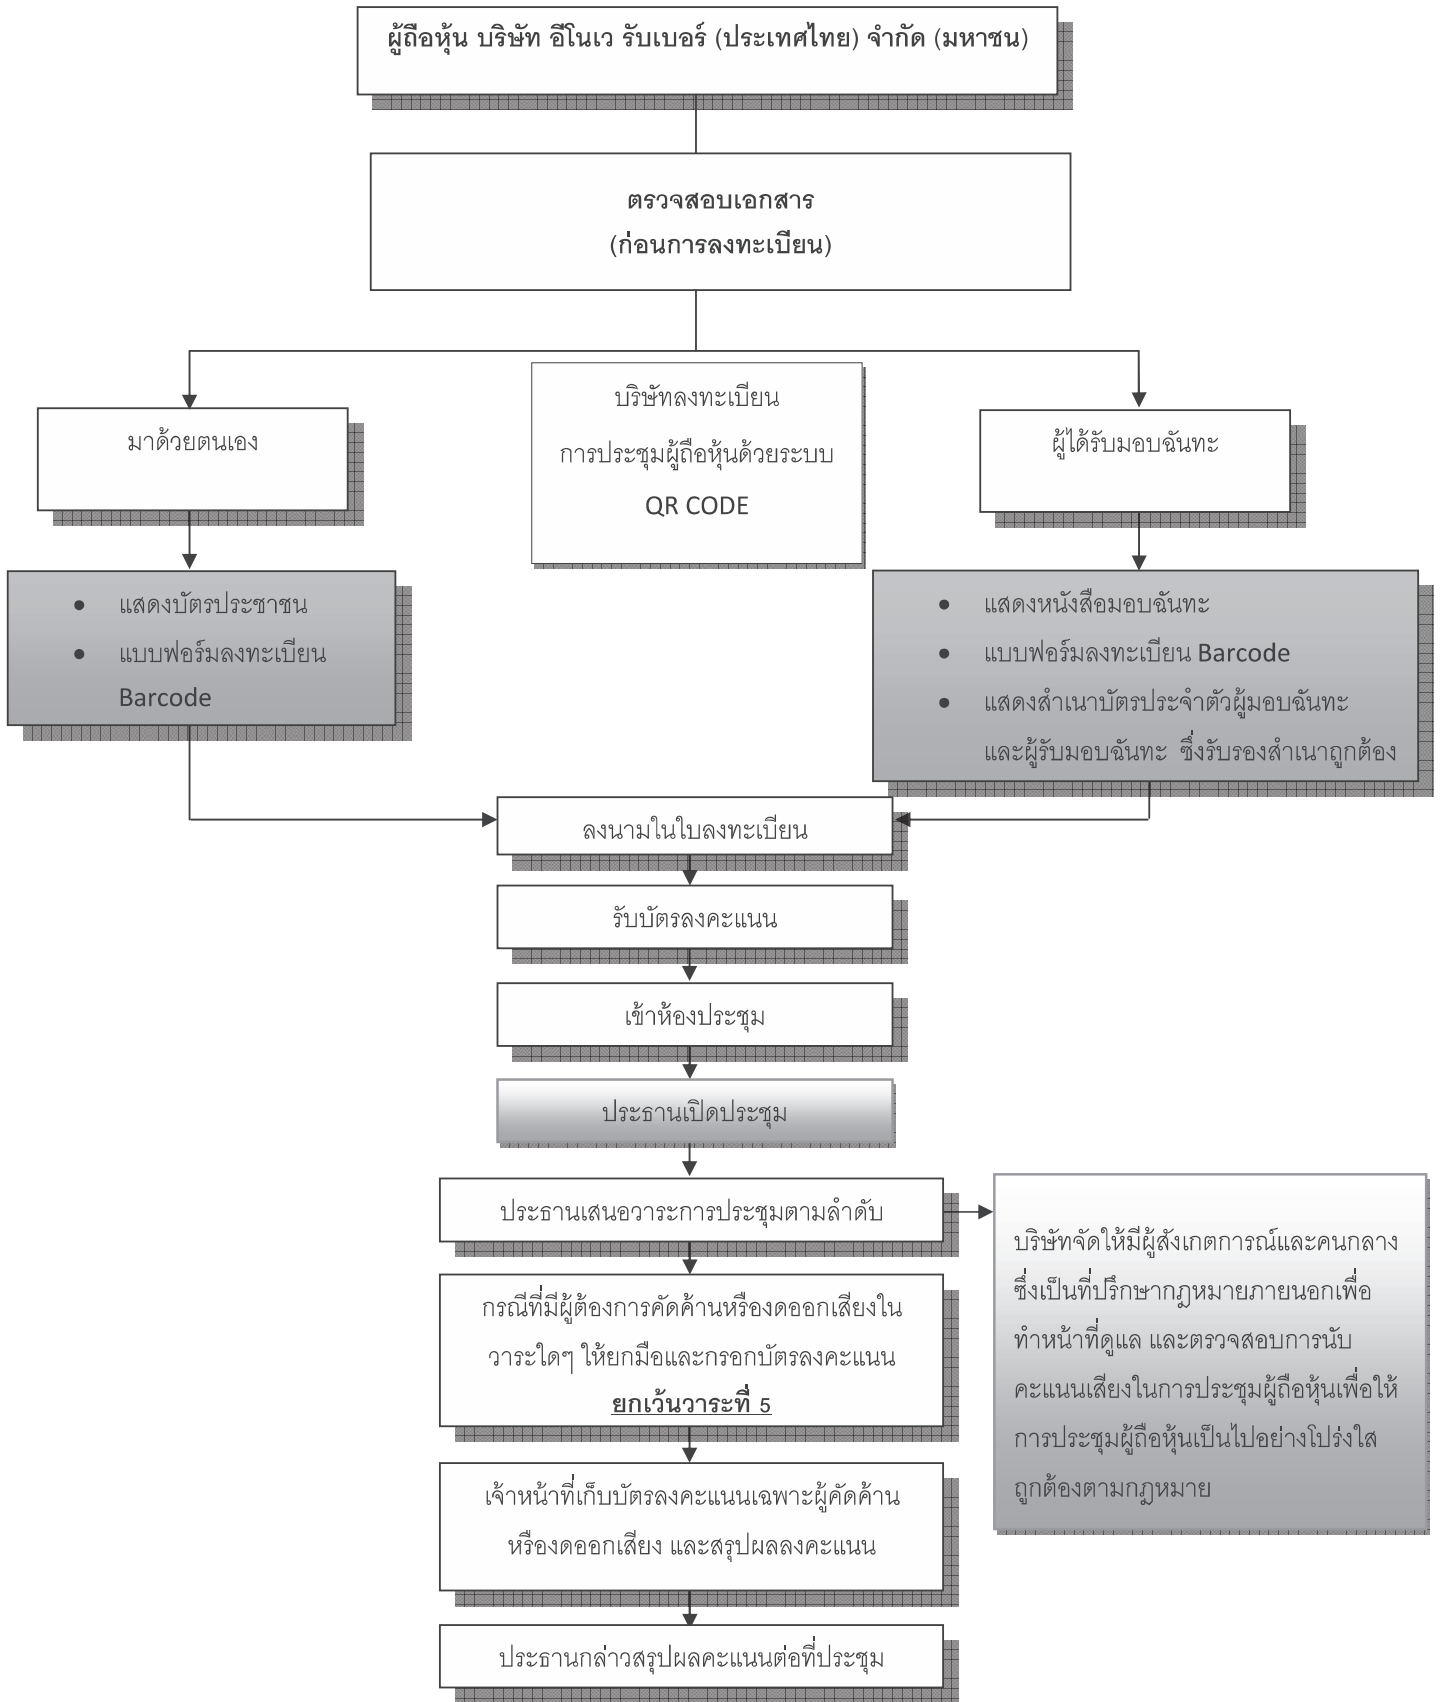 ผู้ถือหุ้น บริษัท อีโนเว รับเบอร์ (ประเทศไทย) จำกัด (มหาชน)
ตรวจสอบเอกสาร
(ก่อนการลงทะเบียน)
มาด้วยตนเอง
บริษัทลงทะเบียน
การประชุมผู้ถือหุ้นด้วยระบบ
QR CODE
ผู้ได้รับมอบฉันทะ
• แสดงบัตรประชาชน
• แบบฟอร์มลงทะเบียน
Barcode
• แสดงหนังสือมอบฉันทะ
• แบบฟอร์มลงทะเบียน Barcode
• แสดงสำเนาบัตรประจำตัวผู้มอบฉันทะ
และผู้รับมอบฉันทะ ซึ่งรับรองสำเนาถูกต้อง
ลงนามในใบลงทะเบียน
รับบัตรลงคะแนน
เข้าห้องประชุม
ประธานเปิดประชุม
ประธานเสนอวาระการประชุมตามลำดับ
กรณีที่มีผู้ต้องการคัดค้านหรืองดออกเสียงใน
วาระใดๆ ให้ยกมือและกรอกบัตรลงคะแนน
ยกเว้นวาระที่ 5
เจ้าหน้าที่เก็บบัตรลงคะแนนเฉพาะผู้คัดค้าน
หรืองดออกเสียง และสรุปผลลงคะแนน
ประธานกล่าวสรุปผลคะแนนต่อที่ประชุม
บริษัทจัดให้มีผู้สังเกตการณ์และคนกลาง
ซึ่งเป็นที่ปรึกษากฎหมายภายนอกเพื่อ
ทำหน้าที่ดูแล และตรวจสอบการนับ
คะแนนเสียงในการประชุมผู้ถือหุ้นเพื่อให้
การประชุมผู้ถือหุ้นเป็นไปอย่างโปร่งใส
ถูกต้องตามกฎหมาย